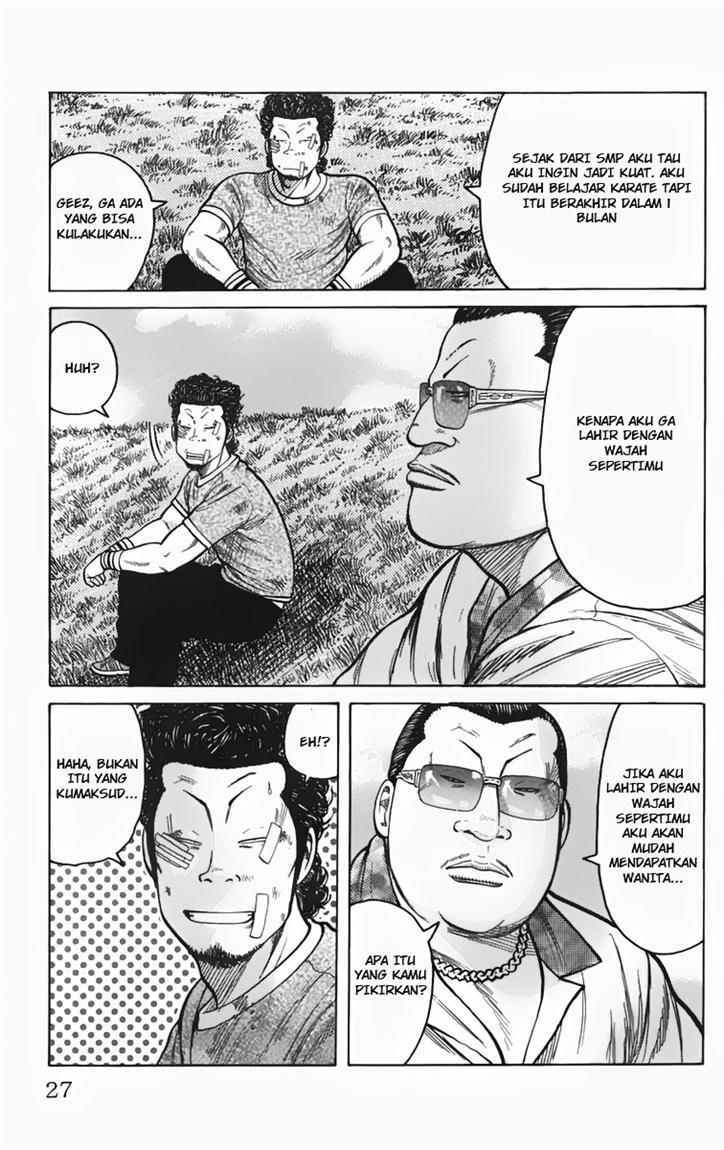 SEJAK DARI SMP AKU TAU
AKU INGIN JADI KUAT. AKU
SUDAH BELAJAR KARATE TAPI
ITU BERAKHIR DALAM 1
BULAN
GEEZ, GA ADA
YANG BISA
KULAKUKAN...
KENAPA AKU GA
LAHIR DENGAN
WAJAH
SEPERTIMU
HUH?
JIKA AKU
LAHIR DENGAN
WAJAH
SEPERTIMU
AKU AKAN
MUDAH
MENDAPATKAN
WANITA...
APA ITU
YANG KAMU
PIKIRKAN?
EH!?
HAHA, BUKAN
ITU YANG
KUMAKSUD...
27